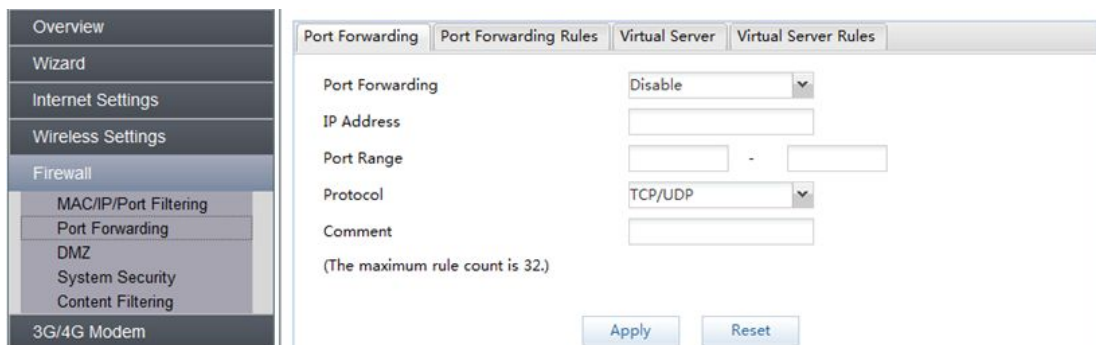 Overview
Wizard
Internet Settings
Wireless Settings
Firewall
MAC/IP/Port Filtering
Port Forwarding
DMZ
System Security
Content Filtering
3G/4G Modem
Port Forwarding Port Forwarding Rules Virtual Server Virtual Server Rules
Port Forwarding Disable
IP Address
Port Range -
Protocol TCP/UDP
Comment
(The maximum rule count is 32.)
Apply Reset